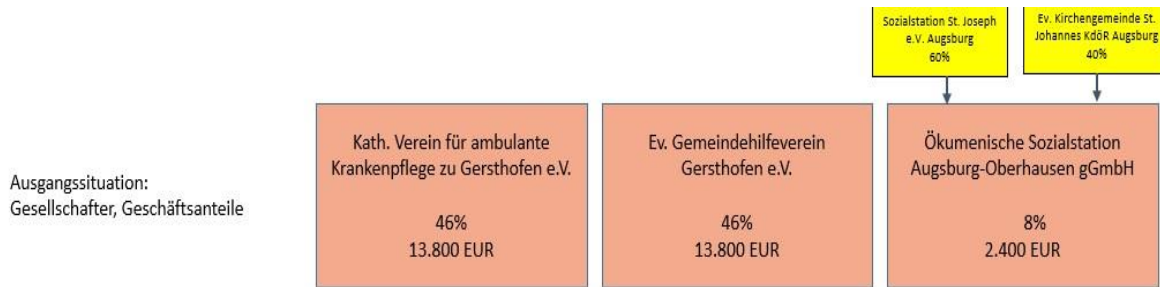 Sozialstation St. Joseph
e.V. Augsburg
60%
Ev. Kirchengemeinde St.
Johannes KdöR Augsburg
40%
Ausgangssituation:
Gesellschafter, Geschäftsanteile
Kath. Verein für ambulante
Krankenpflege zu Gersthofen e.V.
46%
13.800 EUR
Ev. Gemeindehilfeverein
Gersthofen e.V.
46%
13.800 EUR
Ökumenische Sozialstation
Augsburg-Oberhausen gGmbH
8%
2.400 EUR